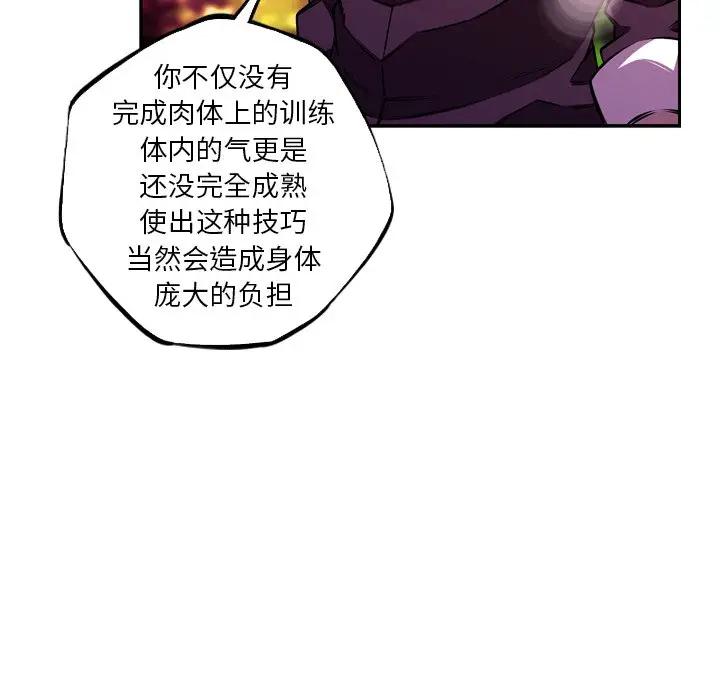 你不仅没有
完成肉体上的训练
体内的气更是
还没完全成熟
使出这种技巧
当然会造成身体
庞大的负担